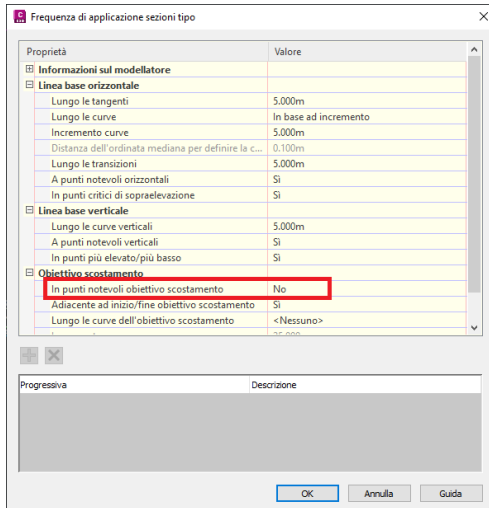 Frequenza di applicazione sezioni tipo
Proprietà Valore
Informazioni sul modellatore
Linea base orizzontale
Lungo le tangenti 5.000m
Lungo le curve In base ad incremento
Incremento curve 5.000m
Distanza dell'ordinata mediana per definire la c... 0.100m
Lungo le transizioni 5.000m
A punti notevoli orizzontali Sì
In punti critici di sopraelevazione Sì
Linea base verticale
Lungo le curve verticali 5.000m
A punti notevoli verticali Sì
In punti più elevato/più basso Sì
Obiettivo scostamento
In punti notevoli obiettivo scostamento No
Adiacente ad inizio/fine obiettivo scostamento Sì
Lungo le curve dell'obiettivo scostamento <Nessuno>
Progressiva Descrizione
OK Annulla Guida